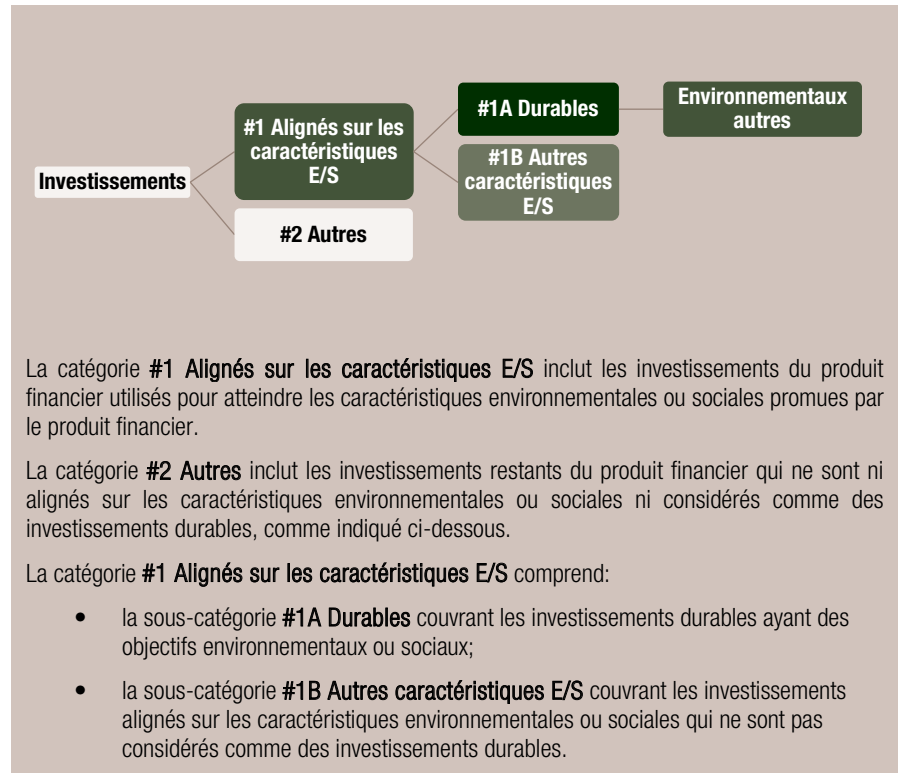 Investissements
#1 Alignés sur les
caractéristiques
E/S
#2 Autres
#1A Durables
#1B Autres
caractéristiques
E/S
Environnementaux
autres
La catégorie #1 Alignés sur les caractéristiques E/S inclut les investissements du produit
financier utilisés pour atteindre les caractéristiques environnementales ou sociales promues par
le produit financier.
La catégorie #2 Autres inclut les investissements restants du produit financier qui ne sont ni
alignés sur les caractéristiques environnementales ou sociales ni considérés comme des
investissements durables, comme indiqué ci-dessous.
La catégorie #1 Alignés sur les caractéristiques E/S comprend:
• la sous-catégorie #1A Durables couvrant les investissements durables ayant des
objectifs environnementaux ou sociaux;
• la sous-catégorie #1B Autres caractéristiques E/S couvrant les investissements
alignés sur les caractéristiques environnementales ou sociales qui ne sont pas
considérés comme des investissements durables.